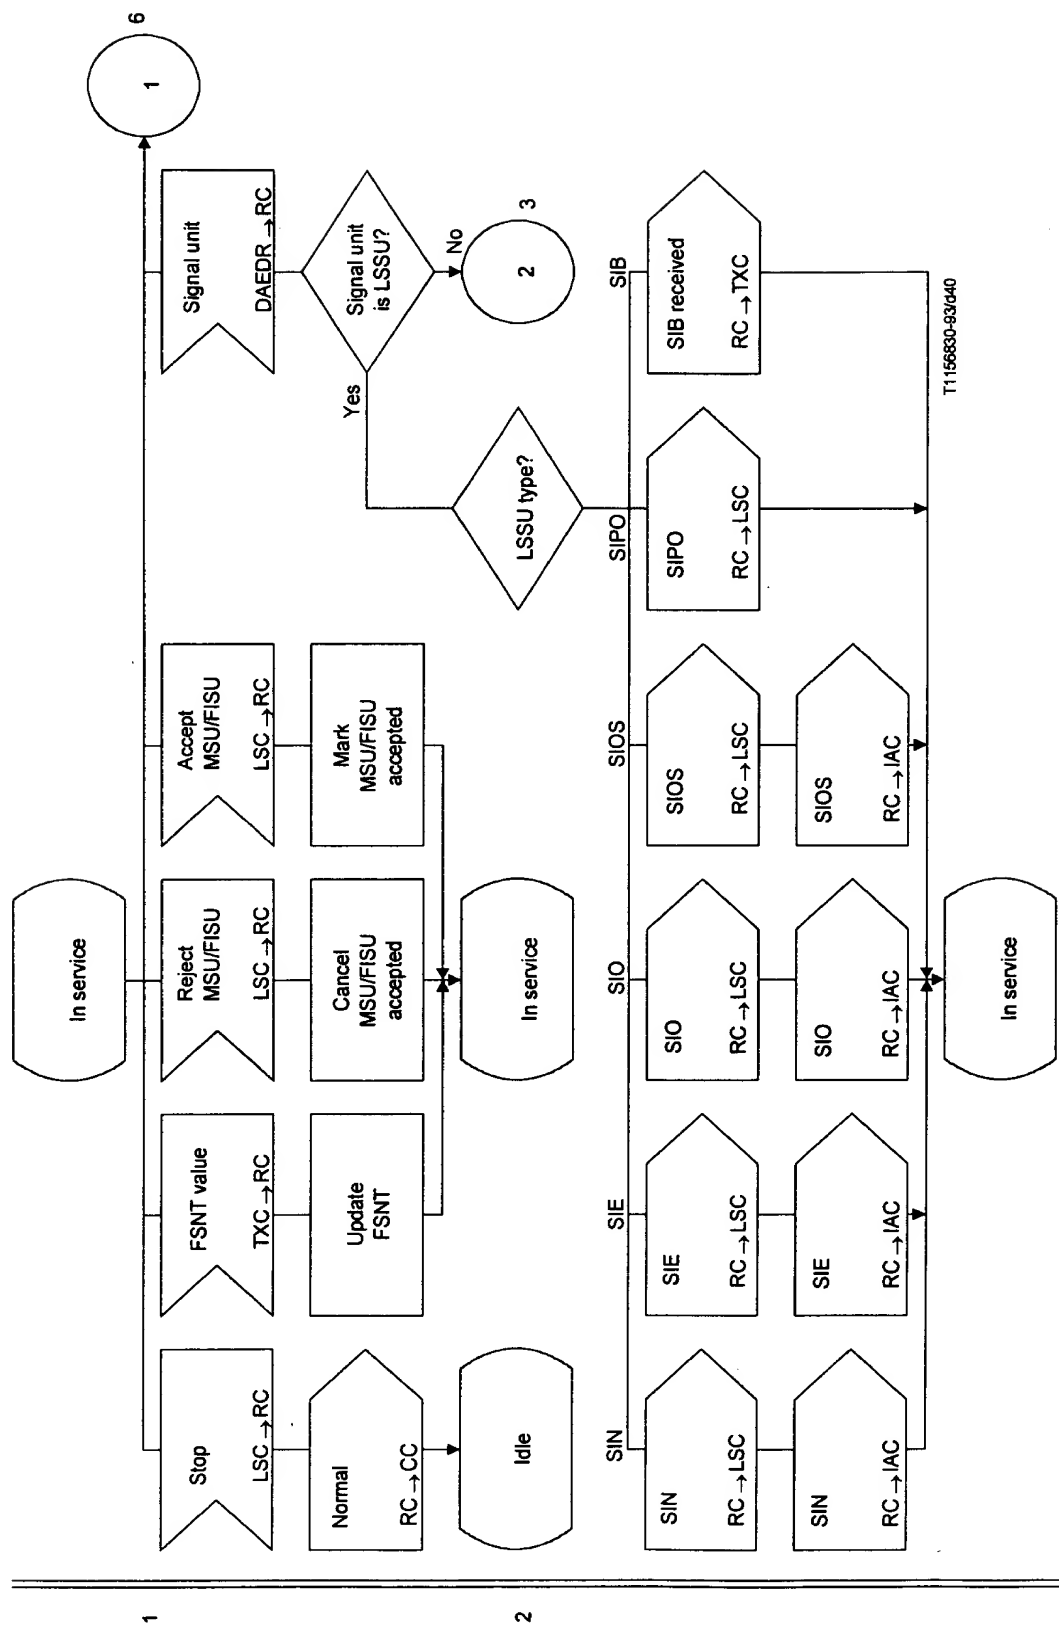 In service
1
6
Stop
LSC → RC
FSNT value
TXC → RC
Reject
MSU/FISU
LSC → RC
Accept
MSU/FISU
LSC → RC
Signal unit
DAEDR → RC
1
Normal
RC → CC
Update
FSNT
Cancel
MSU/FISU
accepted
Mark
MSU/FISU
accepted
Signal unit
is LSSU?
Yes
No
Idle
In service
LSSU type?
2
3
2
SIN
SIE
SIO
SIOS
SIPO
SIB
SIN
RC → LSC
SIE
RC → LSC
SIO
RC → LSC
SIOS
RC → LSC
SIPO
RC → LSC
SIB received
RC → TXC
SIN
RC → IAC
SIE
RC → IAC
SIO
RC → IAC
SIOS
RC → IAC
In service
T1156830-93/d40